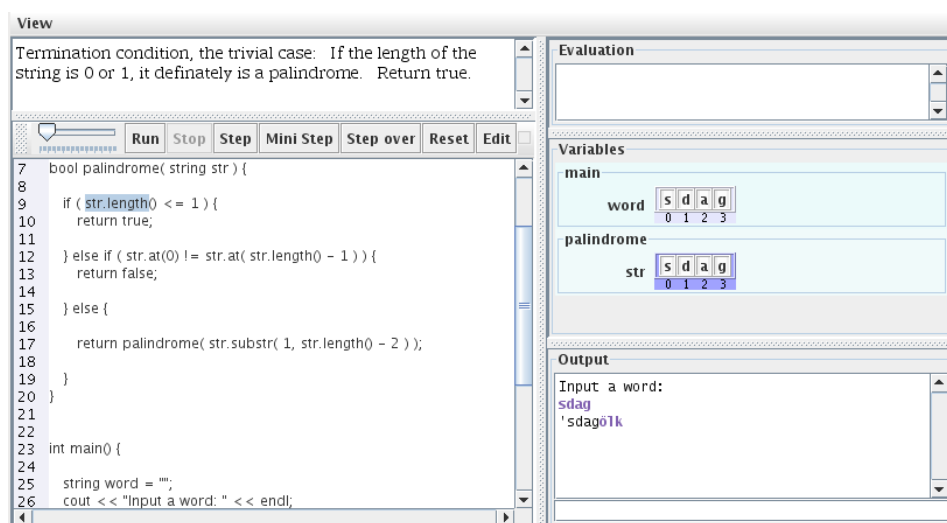 View
Termination condition, the trivial case: If the length of the
string is 0 or 1, it definately is a palindrome. Return true.
Run Stop Step Mini Step Step over Reset Edit
7 bool palindrome( string str ) {
8
9 if ( str.length() <= 1 ) {
10 return true;
11
12 } else if ( str.at(0) != str.at( str.length() - 1 ) ) {
13 return false;
14
15 } else {
16
17 return palindrome( str.substr( 1, str.length() - 2 ) );
18
19 }
20 }
21
22
23 int main() {
24
25 string word = "";
26 cout << "Input a word: " << endl;
Evaluation
Variables
main
word s d a g
0 1 2 3
palindrome
str s d a g
0 1 2 3
Output
Input a word:
sdag
'sdagölk